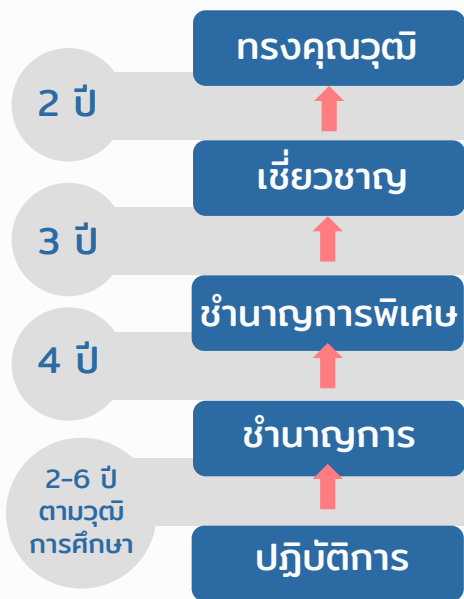 ทรงคุณวุฒิ
2 ปี
เชี่ยวชาญ
3 ปี
ชำนาญการพิเศษ
4 ปี
ชำนาญการ
2-6 ปี
ตามวุฒิ
การศึกษา
ปฏิบัติการ